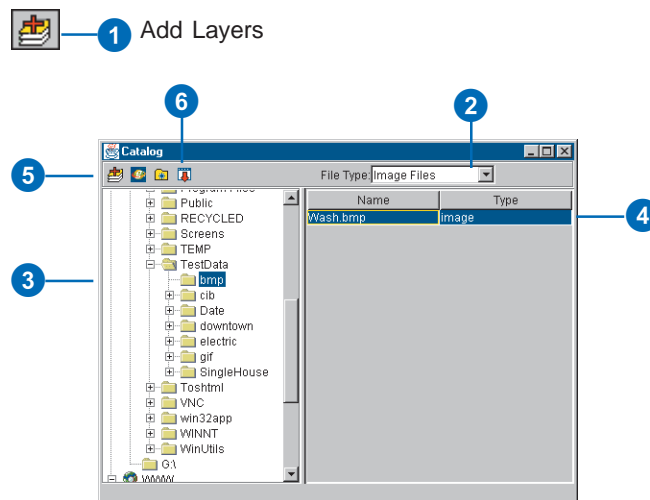 1 Add Layers
6
2
Catalog
5
File Type: Image Files
Name Type
Public
Wash.bmp image
4
RECYCLED
Screens
TEMP
TestData
3
bmp
cib
Date
downtown
electric
gif
SingleHouse
Toshtml
VNC
win32app
WINNT
WinUtils
G:\